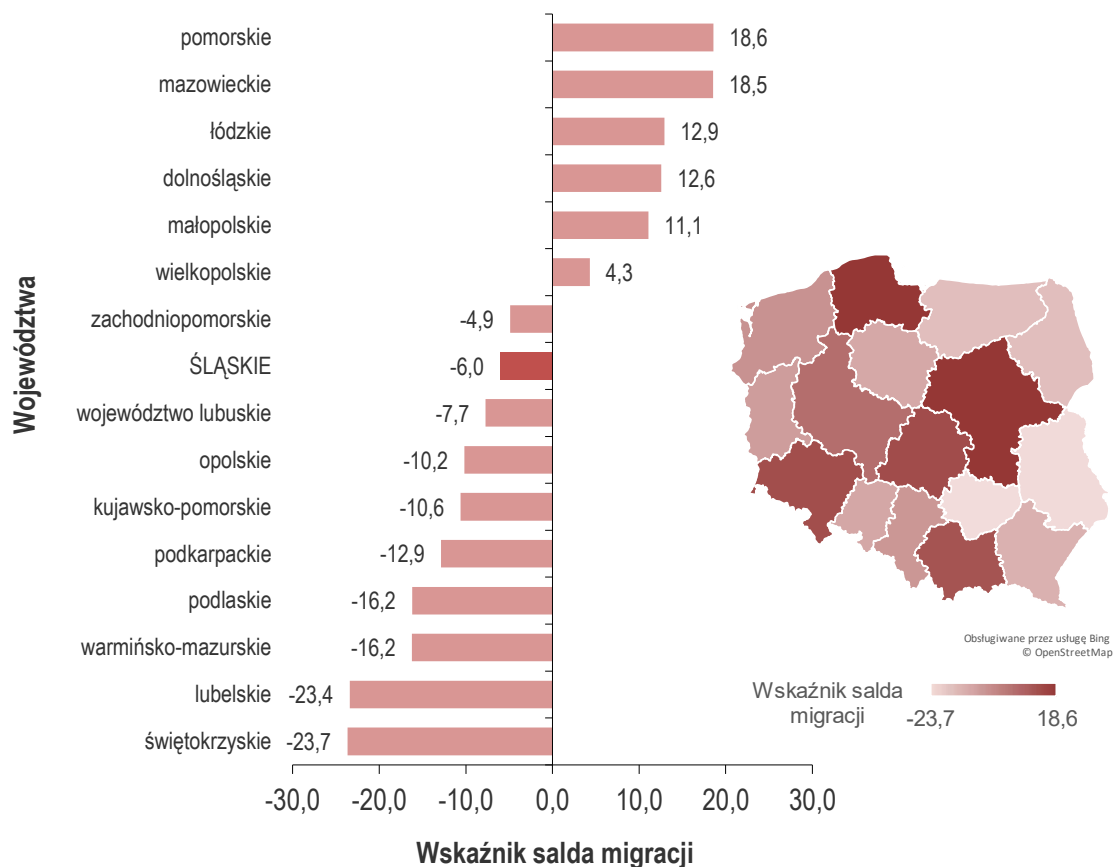 pomorskie 18,6
mazowieckie 18,5
łódzkie 12,9
dolnośląskie 12,6
małopolskie 11,1
wielkopolskie 4,3
zachodniopomorskie -4,9
ŚLĄSKIE -6,0
województwo lubuskie -7,7
opolskie -10,2
kujawsko-pomorskie -10,6
podkarpackie -12,9
podlaskie -16,2
warmińsko-mazurskie -16,2
lubelskie -23,4
świętokrzyskie -23,7
Województwa
-30,0 -20,0 -10,0 0,0 10,0 20,0 30,0
Wskaźnik salda migracji
Obsługiwane przez usługę Bing
© OpenStreetMap
Wskaźnik salda
migracji
-23,7 18,6